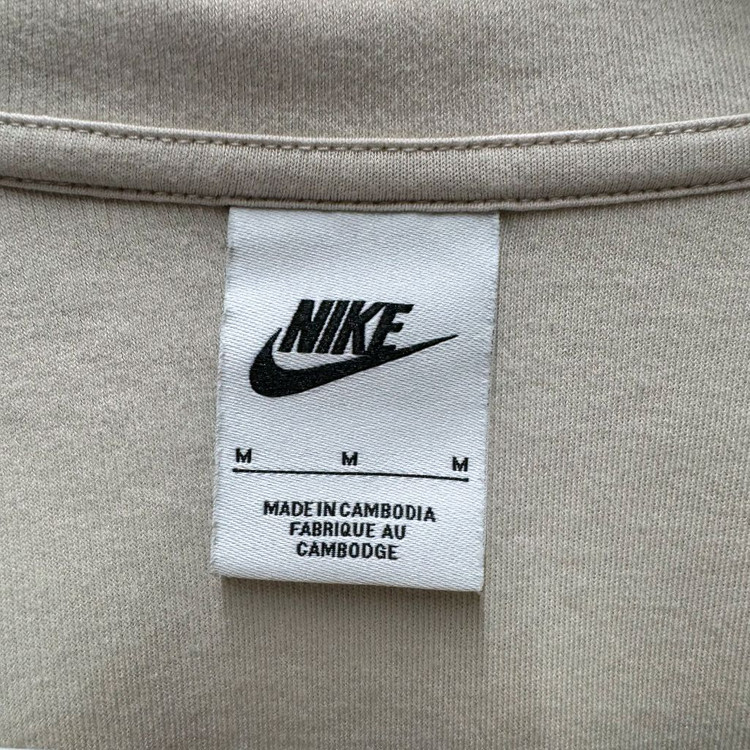 NIKE
M M M
MADE IN CAMBODIA
FABRIQUE AU
CAMBODGE